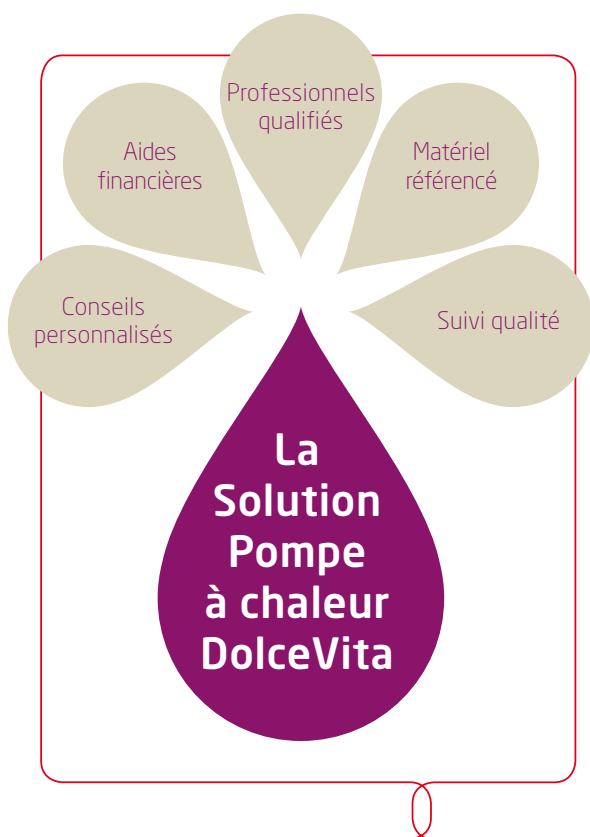 Professionnels
qualifiés
Aides
financières
Matériel
référencé
Conseils
personnalisés
Suivi qualité
La
Solution
Pompe
à chaleur
DolceVita